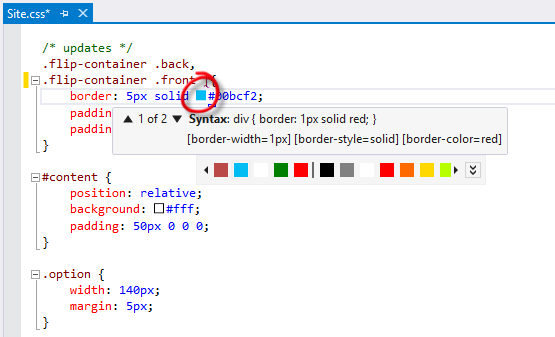 Site.css*
/* updates */
.flip-container .back,
.flip-container .front {
border: 5px solid #00bcf2;
paddin
paddin
}
1 of 2 Syntax: div { border: 1px solid red; }
[border-width=1px] [border-style=solid] [border-color=red]
#content {
position: relative;
background: #fff;
padding: 50px 0 0 0;
}
.option {
width: 140px;
margin: 5px;
}